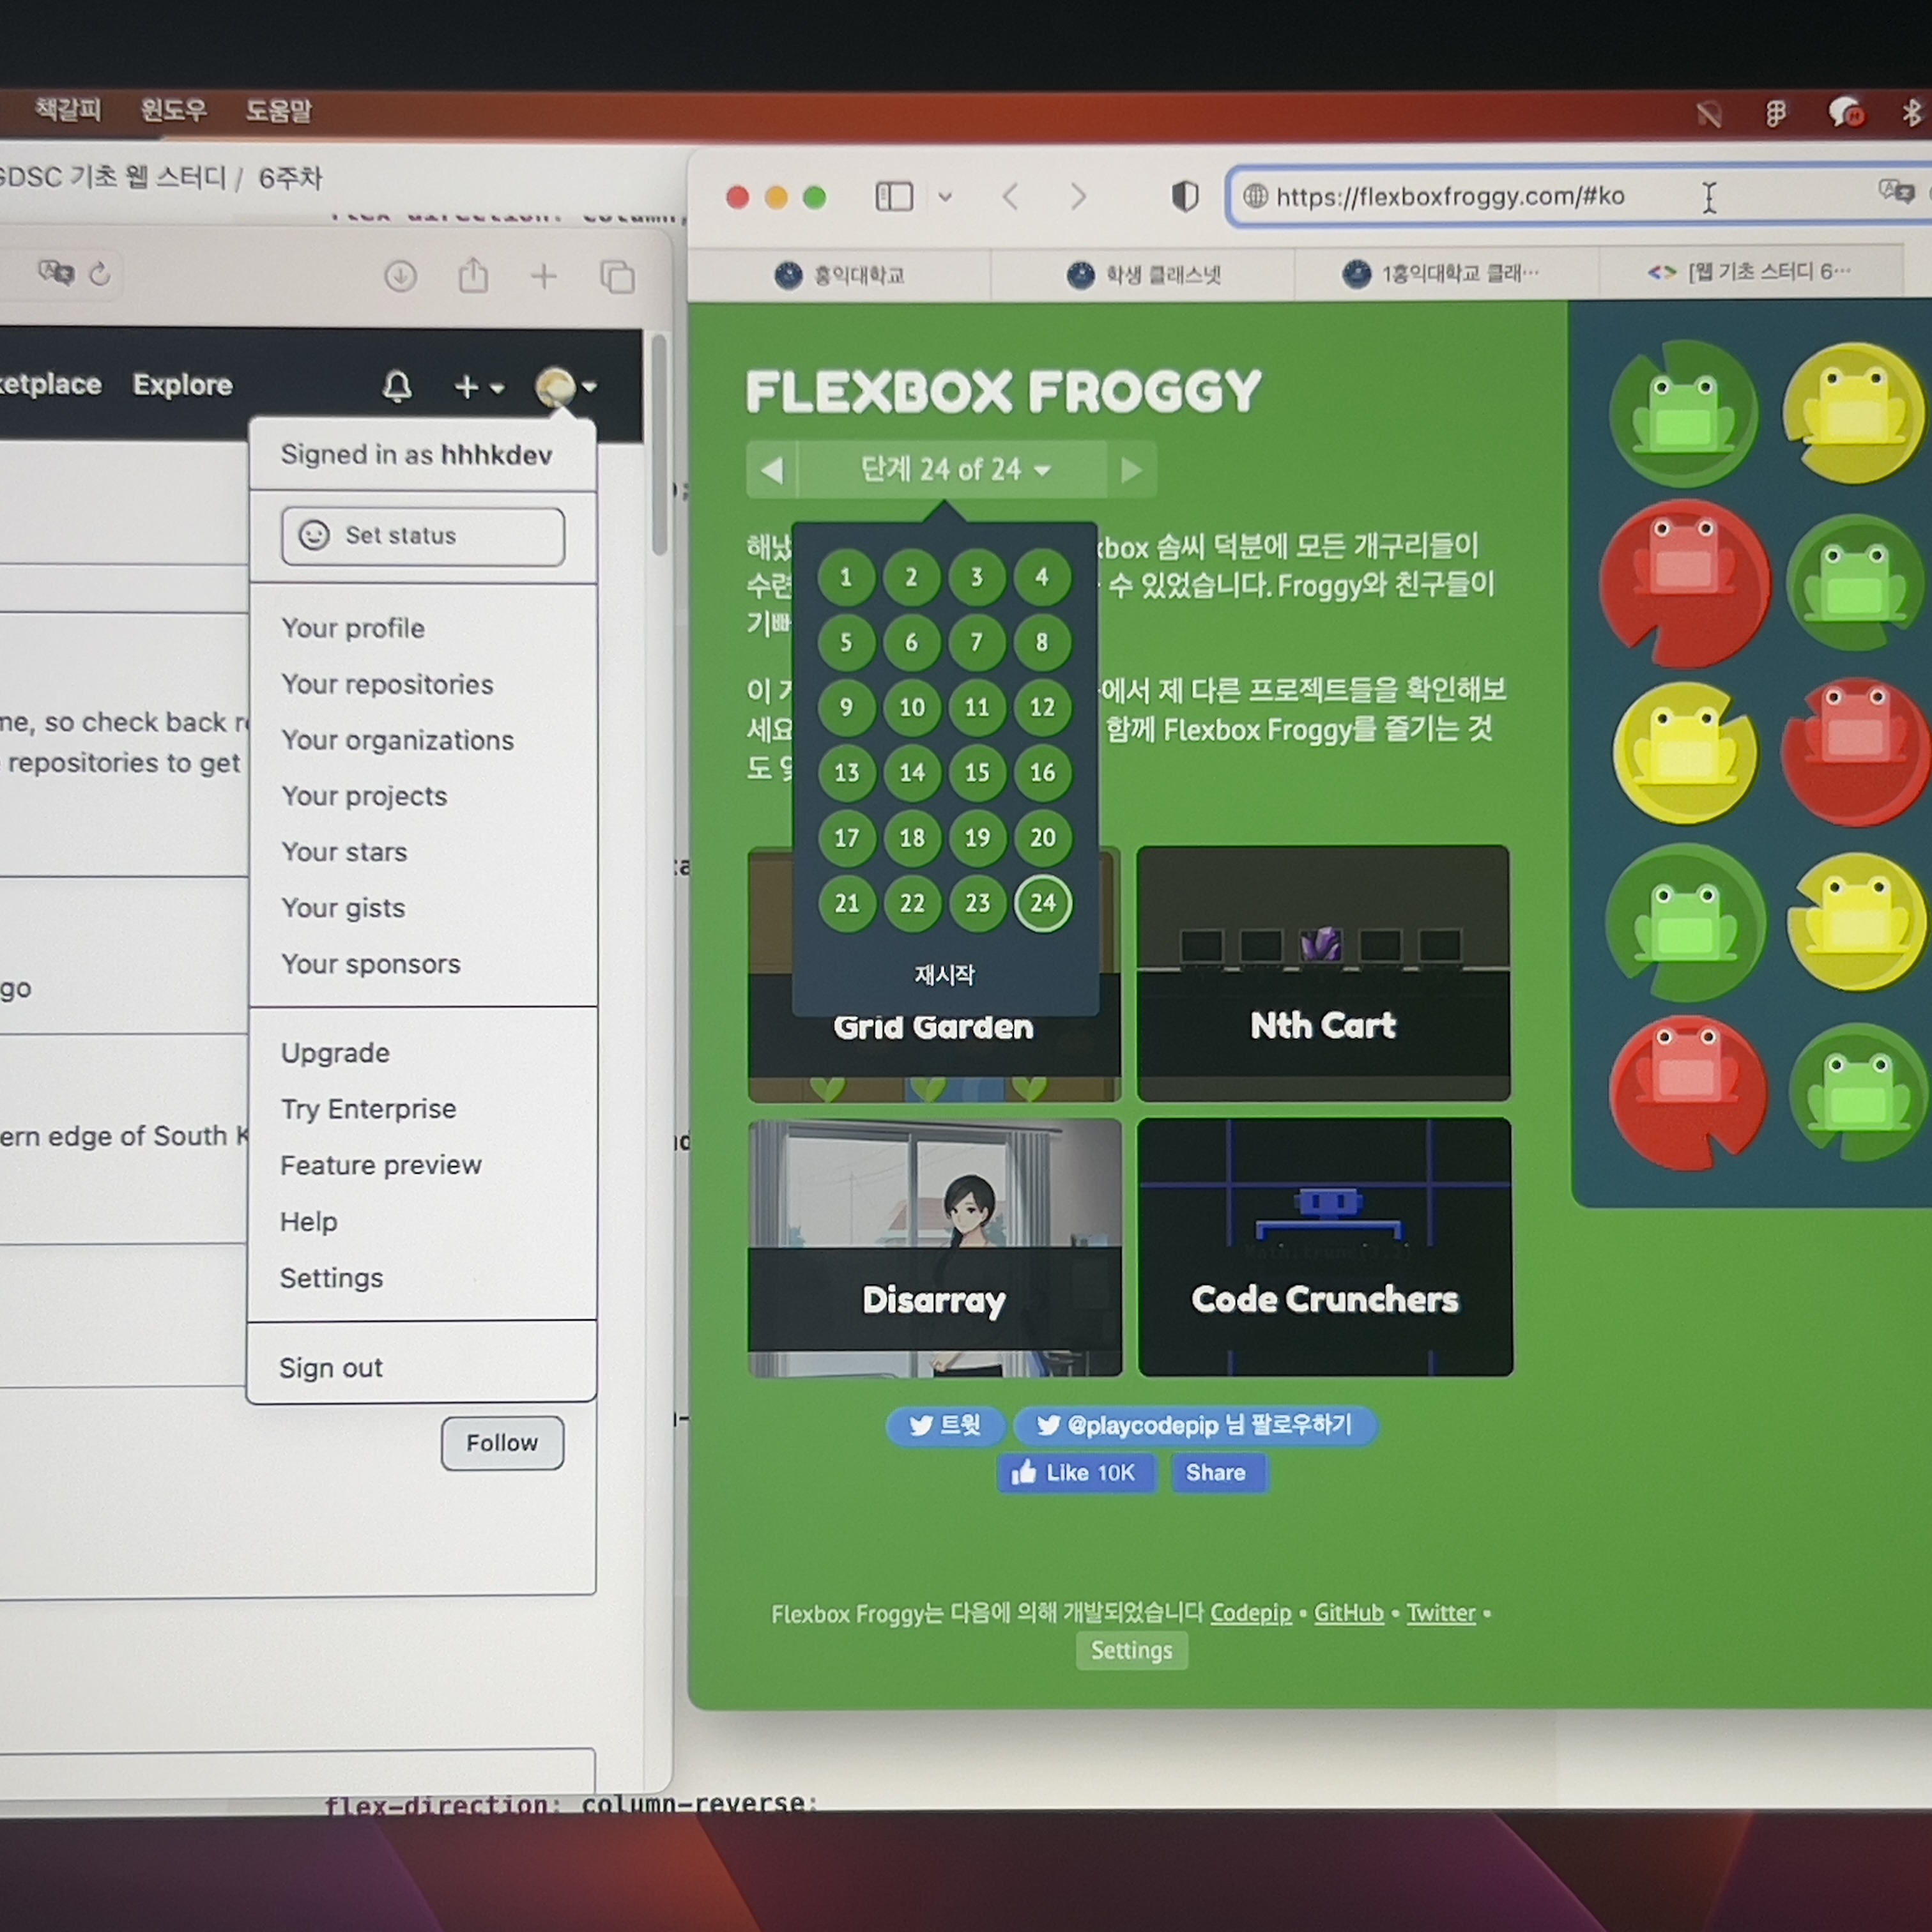 책갈피 윈도우 도움말
GDSC 기초 웹 스터디 / 6주차
https://flexboxfroggy.com/#ko
홍익대학교
학생 클래스넷
1홍익대학교 클래…
[웹 기초 스터디 6…
Explore
Signed in as hhhkdev
Set status
Your profile
Your repositories
Your organizations
Your projects
Your stars
Your gists
Your sponsors
Upgrade
Try Enterprise
Feature preview
Help
Settings
Sign out
Follow
me, so check back
repositories to get
go
ern edge of South K
FLEXBOX FROGGY
단계 24 of 24
해냈
xbox 솜씨 덕분에 모든 개구리들이
수련
수 있었습니다. Froggy와 친구들이
기뻐
이
에서 제 다른 프로젝트들을 확인해보
세요
함께 Flexbox Froggy를 즐기는 것
도
1 2 3 4
5 6 7 8
9 10 11 12
13 14 15 16
17 18 19 20
21 22 23 24
재시작
Grid Garden
Nth Cart
Disarray
Code Crunchers
트윗
@playcodepip 님 팔로우하기
Like 10K
Share
Flexbox Froggy는 다음에 의해 개발되었습니다 Codepip • GitHub • Twitter •
Settings
flex-direction: column-reverse;